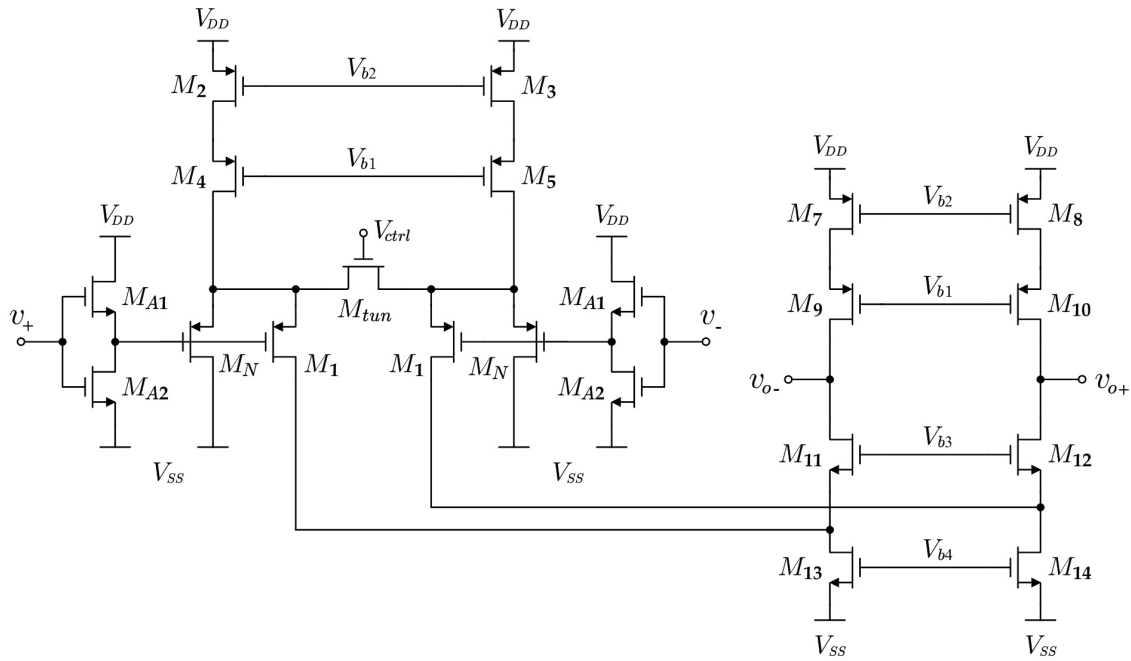 V_DD V_DD
M_2 V_b2 M_3
V_DD V_DD
M_4 V_b1 M_5
M_7 V_b2 M_8
V_DD V_ctrl V_DD
M_A1 M_tun M_A1
M_9 V_b1 M_10
v_+ v_-
M_N M_1 M_1 M_N
M_A2 M_A2
v_o- v_o+
V_SS V_SS
M_11 V_b3 M_12
M_13 V_b4 M_14
V_SS V_SS